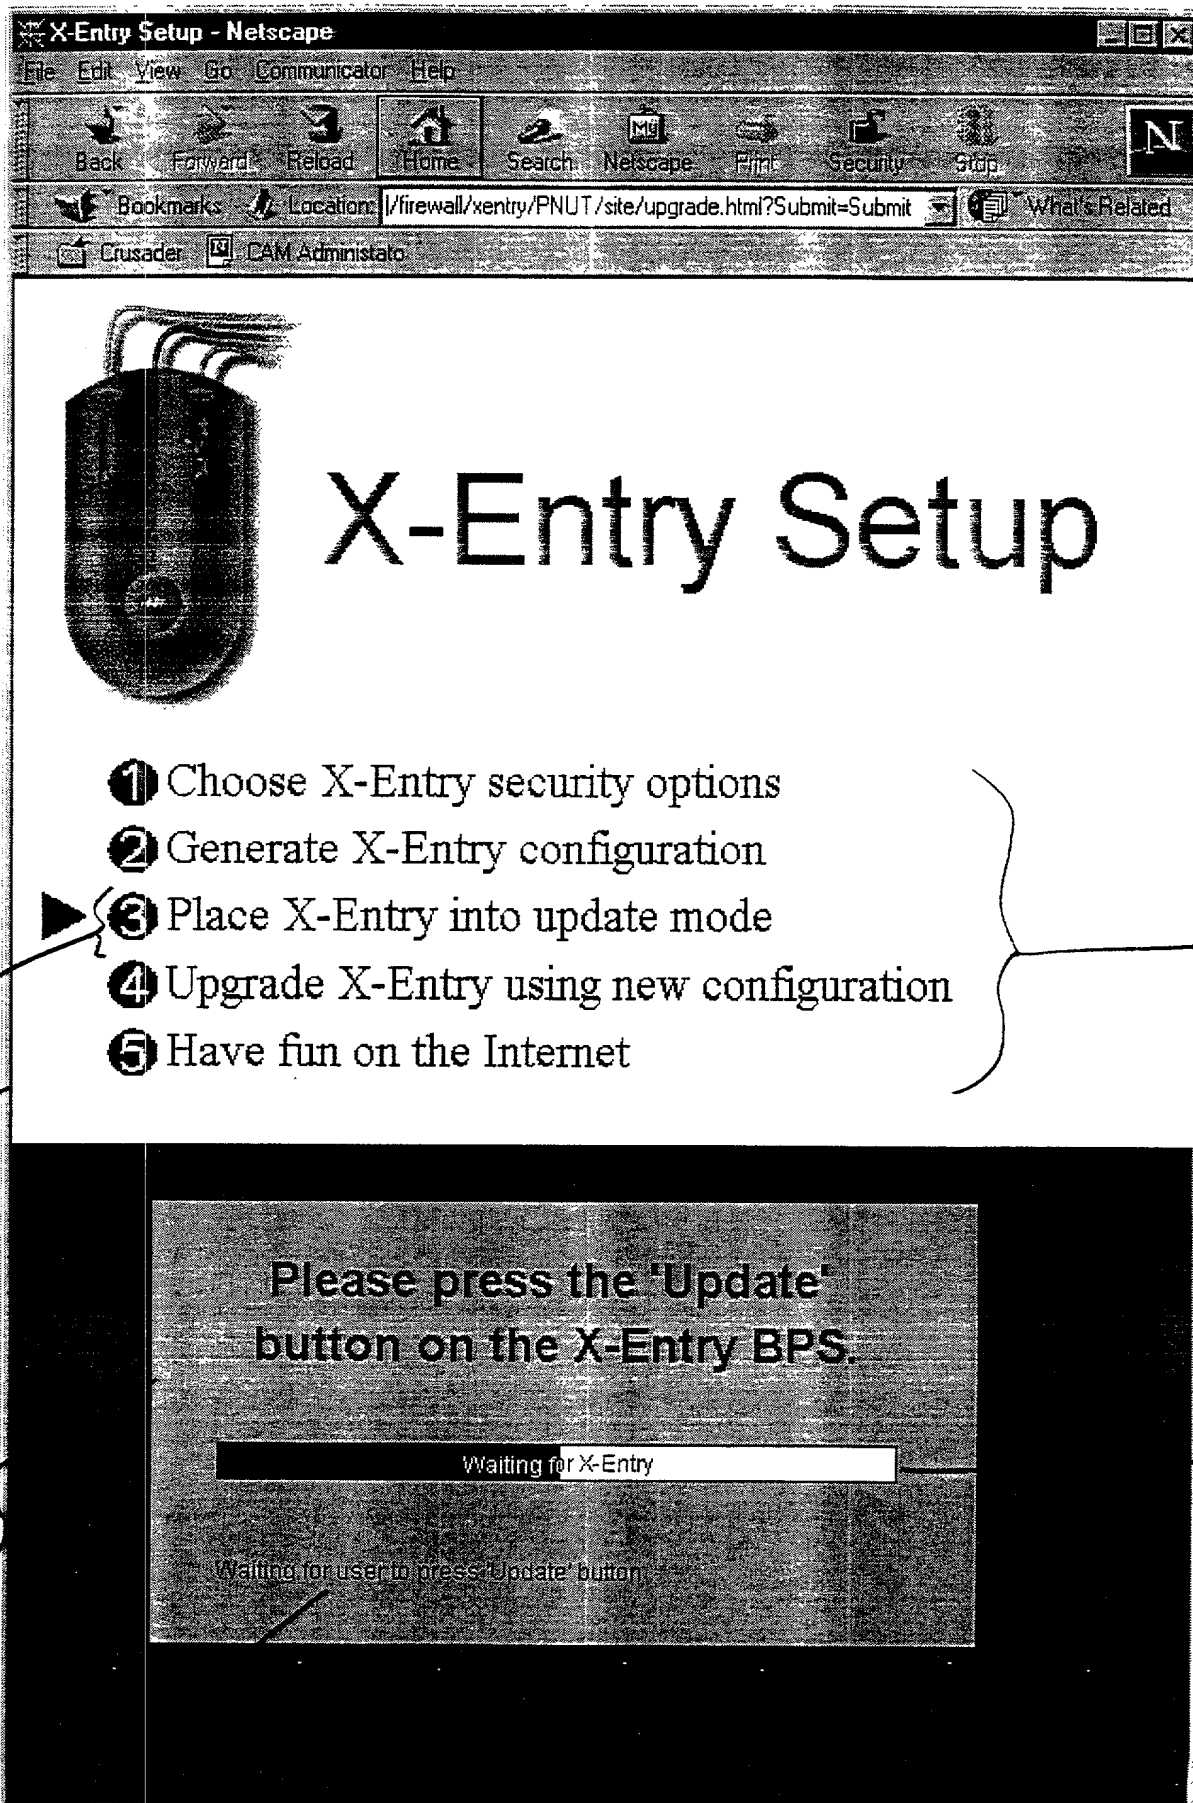 X-Entry Setup - Netscape
File Edit View Go Communicator Help
Back Forward Reload Home Search Netscape Print Security Stop
N
Bookmarks Location: l/firewall/xentry/PNUT/site/upgrade.html?Submit=Submit What's Related
Crusader CAM Administato
X-Entry Setup
1 Choose X-Entry security options
2 Generate X-Entry configuration
3 Place X-Entry into update mode
4 Upgrade X-Entry using new configuration
5 Have fun on the Internet
Please press the 'Update'
button on the X-Entry BPS.
Waiting for X-Entry
Waiting for user to press 'Update' button.